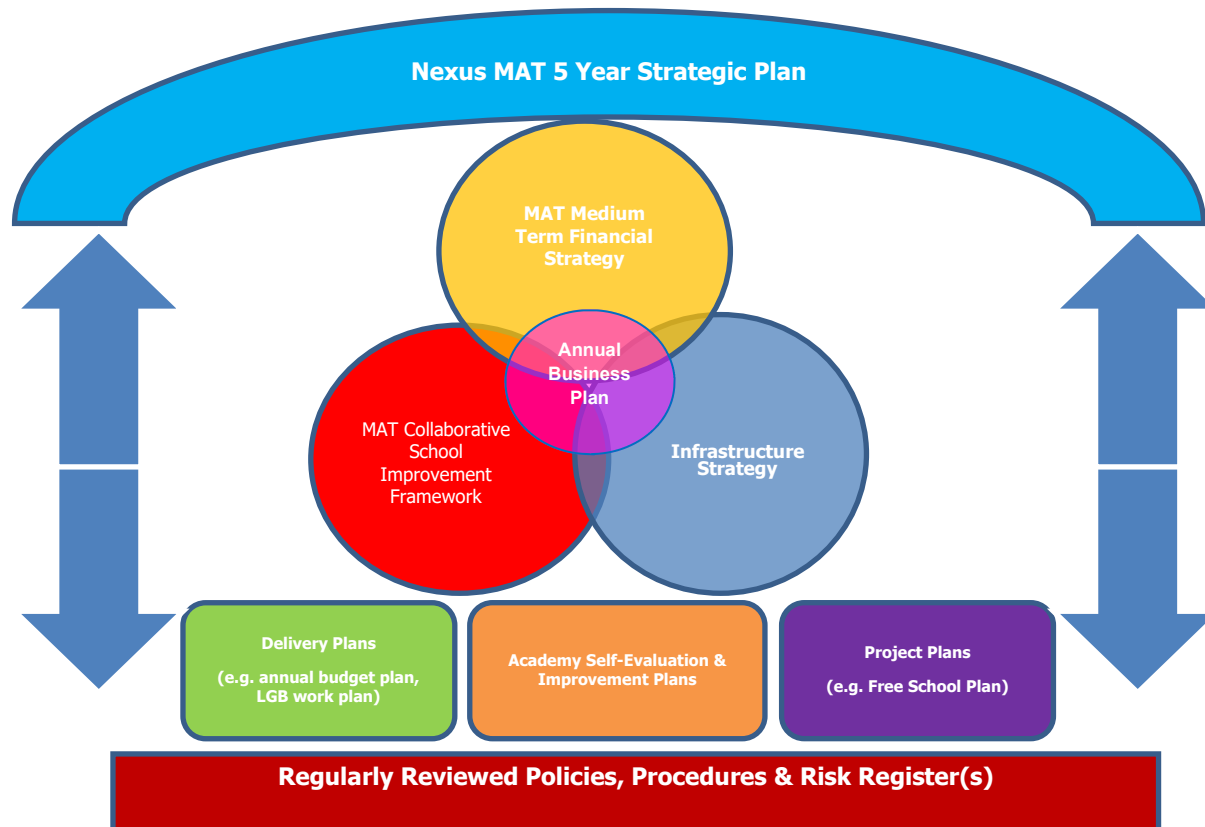 Nexus MAT 5 Year Strategic Plan
MAT Medium
Term Financial
Strategy
Annual
Business
Plan
MAT Collaborative
School
Improvement
Framework
Infrastructure
Strategy
Delivery Plans
(e.g. annual budget plan,
LGB work plan)
Academy Self-Evaluation &
Improvement Plans
Project Plans
(e.g. Free School Plan)
Regularly Reviewed Policies, Procedures & Risk Register(s)